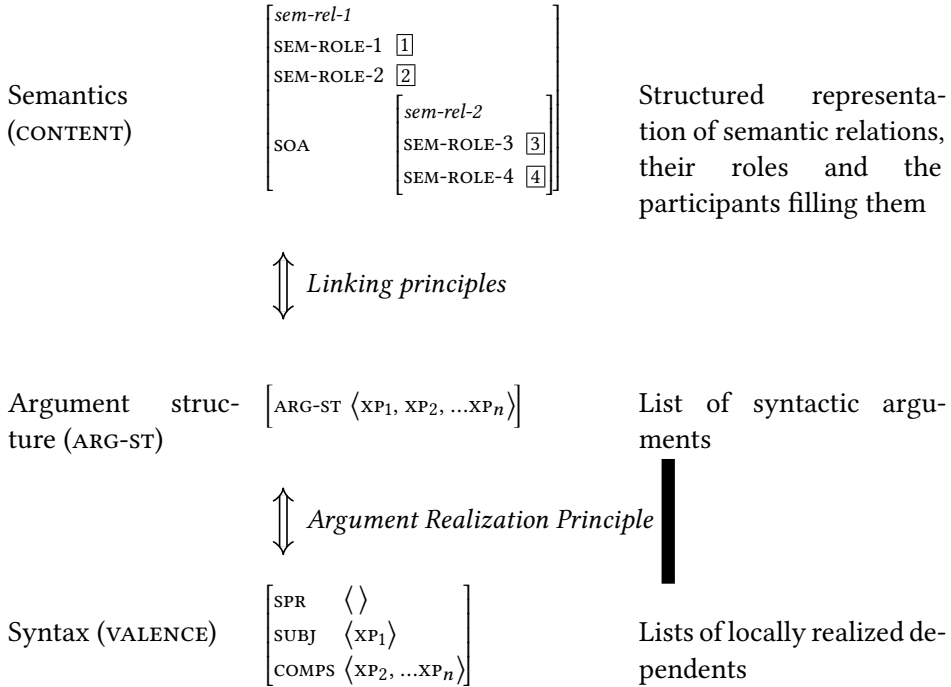 [sem-rel-1
SEM-ROLE-1 [1]
SEM-ROLE-2 [2]
SOA [sem-rel-2
SEM-ROLE-3 [3]
SEM-ROLE-4 [4]]]
Semantics
(CONTENT)
Structured representa-
tion of semantic relations,
their roles and the
participants filling them
⇕ Linking principles
Argument struc-
ture (ARG-ST)
[ARG-ST ⟨XP₁, XP₂, ...XPₙ⟩]
List of syntactic argu-
ments
⇕ Argument Realization Principle
Syntax (VALENCE)
[SPR ⟨ ⟩
SUBJ ⟨XP₁⟩
COMPS ⟨XP₂, ...XPₙ⟩]
Lists of locally realized de-
pendents